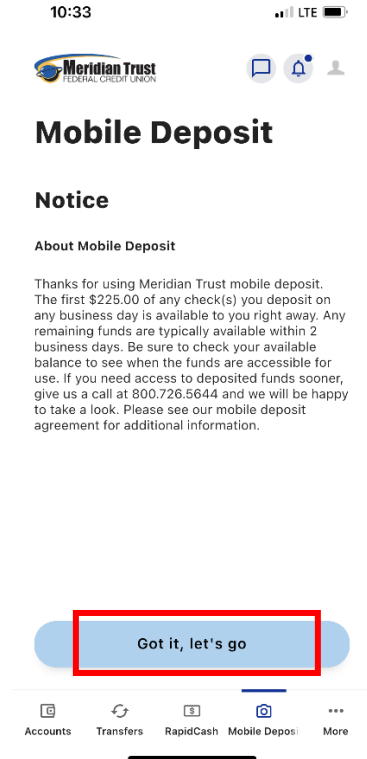 10:33
LTE
Meridian Trust
FEDERAL CREDIT UNION
Mobile Deposit
Notice
About Mobile Deposit
Thanks for using Meridian Trust mobile deposit.
The first $225.00 of any check(s) you deposit on
any business day is available to you right away. Any
remaining funds are typically available within 2
business days. Be sure to check your available
balance to see when the funds are accessible for
use. If you need access to deposited funds sooner,
give us a call at 800.726.5644 and we will be happy
to take a look. Please see our mobile deposit
agreement for additional information.
Got it, let's go
$
Accounts Transfers RapidCash Mobile Deposi More